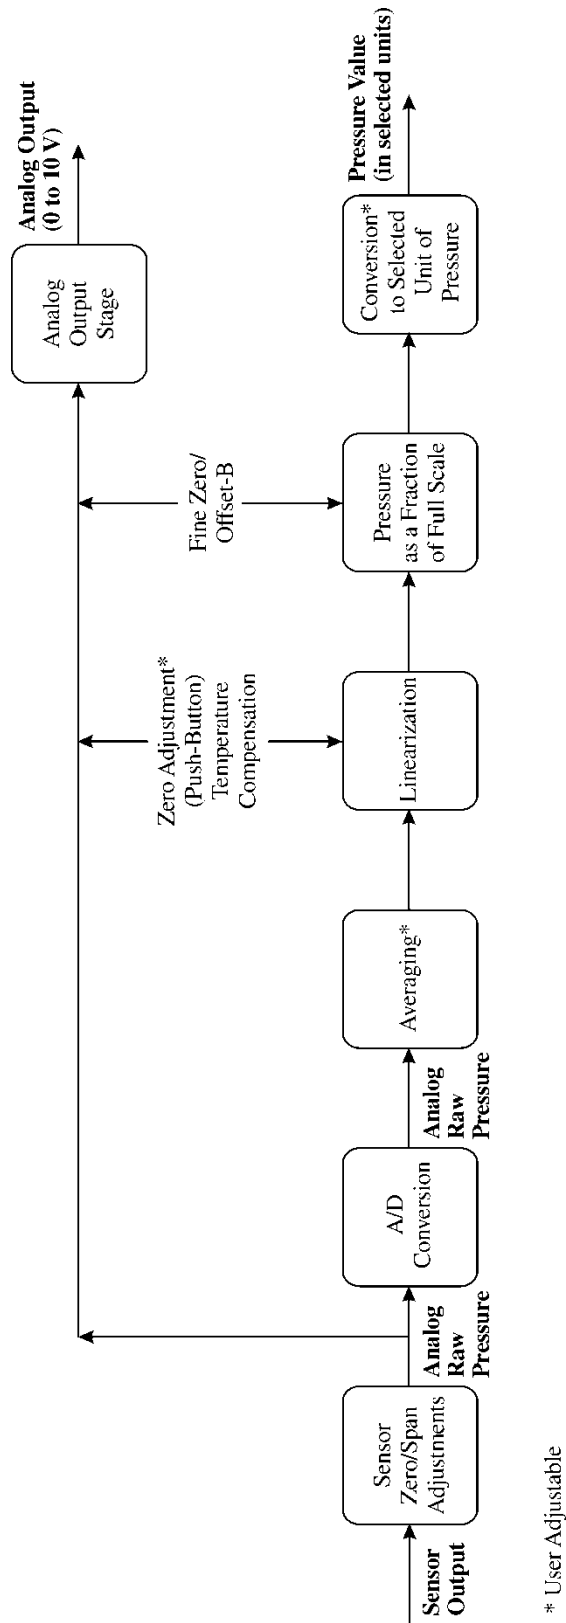 Analog Output
(0 to 10 V)
Analog
Output
Stage
Zero Adjustment*
(Push-Button)
Temperature
Compensation
Fine Zero/
Offset-B
Sensor
Output
Sensor
Zero/Span
Adjustments
Analog
Raw
Pressure
A/D
Conversion
Analog
Raw
Pressure
Averaging*
Linearization
Pressure
as a Fraction
of Full Scale
Conversion*
to Selected
Unit of
Pressure
Pressure Value
(in selected units)
* User Adjustable